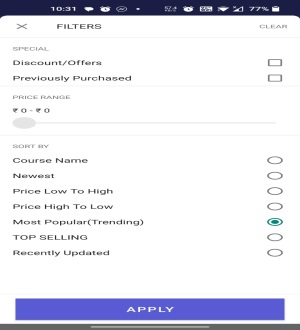 10:31 77%
FILTERS CLEAR
SPECIAL
Discount/Offers
Previously Purchased
PRICE RANGE
₹ 0 - ₹ 0
SORT BY
Course Name
Newest
Price Low To High
Price High To Low
Most Popular(Trending)
TOP SELLING
Recently Updated
APPLY